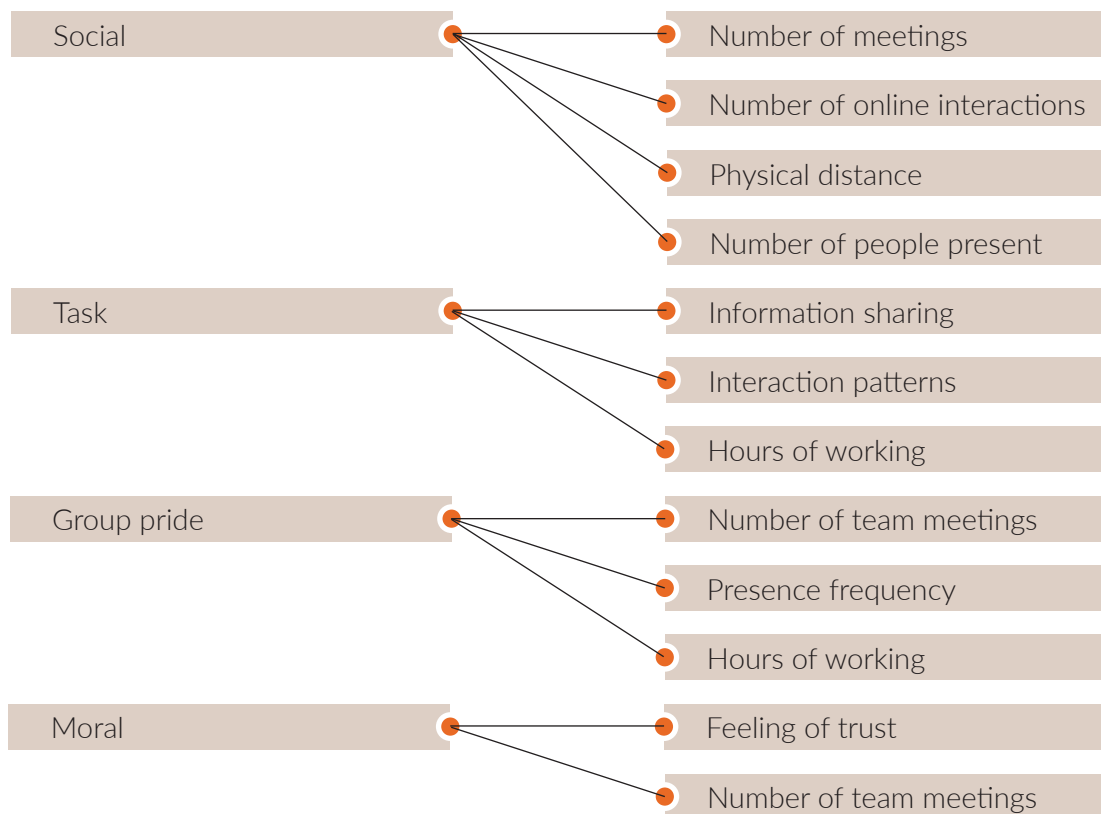 Social
Number of meetings
Number of online interactions
Physical distance
Number of people present
Task
Information sharing
Interaction patterns
Hours of working
Group pride
Number of team meetings
Presence frequency
Hours of working
Moral
Feeling of trust
Number of team meetings